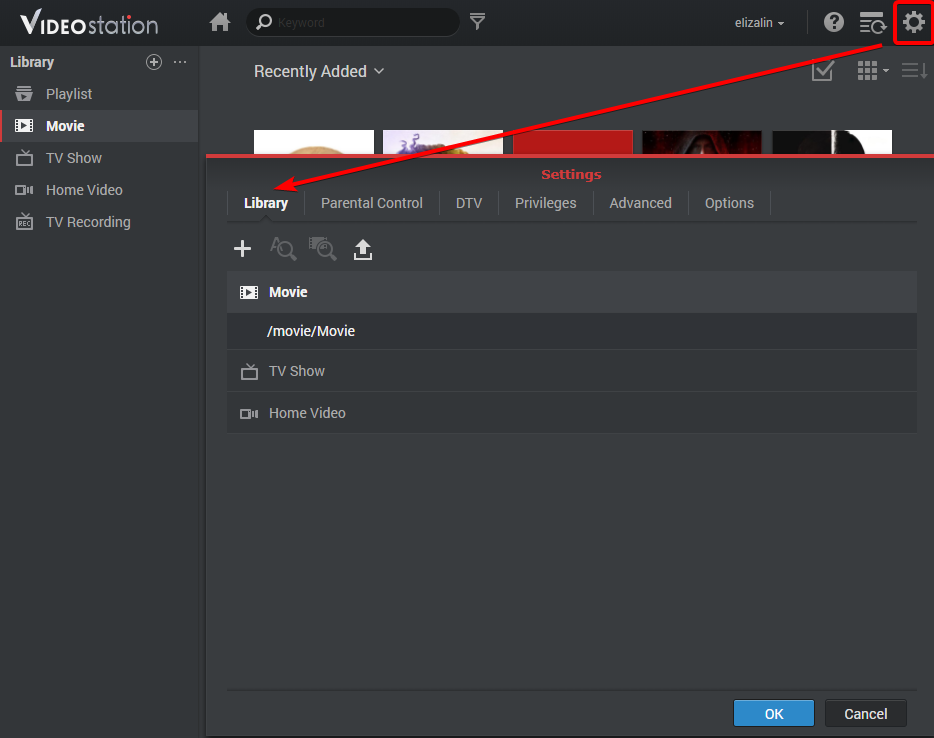 VIDEOstation
Keyword
elizalin
Library
Playlist
Movie
TV Show
Home Video
REC
TV Recording
Recently Added
Settings
Library Parental Control DTV Privileges Advanced Options
A
Movie
/movie/Movie
TV Show
Home Video
OK Cancel